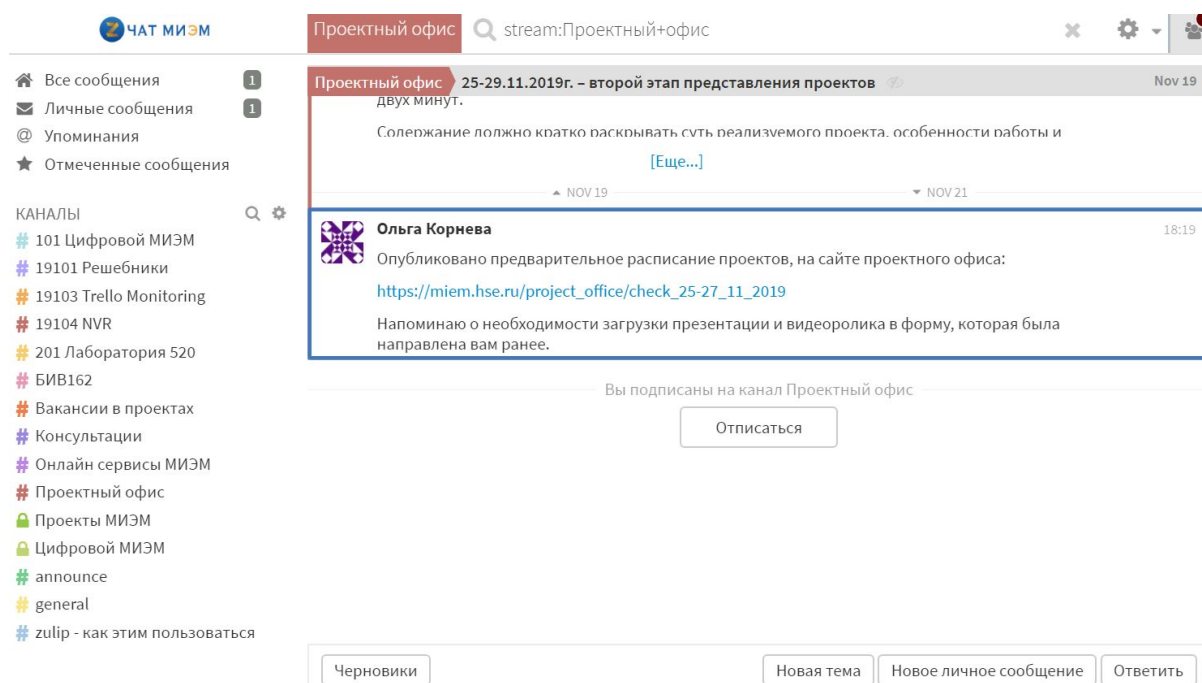 ЧАТ МИЭМ
Проектный офис stream:Проектный+офис
Все сообщения 1
Личные сообщения 1
@ Упоминания
Отмеченные сообщения
КАНАЛЫ
# 101 Цифровой МИЭМ
# 19101 Решебники
# 19103 Trello Monitoring
# 19104 NVR
# 201 Лаборатория 520
# БИВ162
# Вакансии в проектах
# Консультации
# Онлайн сервисы МИЭМ
# Проектный офис
Проекты МИЭМ
Цифровой МИЭМ
# announce
# general
# zulip - как этим пользоваться
Проектный офис 25-29.11.2019г. – второй этап представления проектов Nov 19
двух минут.
Содержание должно кратко раскрывать суть реализуемого проекта, особенности работы и
[Еще...]
NOV 19 NOV 21
Ольга Корнева 18:19
Опубликовано предварительное расписание проектов, на сайте проектного офиса:
https://miem.hse.ru/project_office/check_25-27_11_2019
Напоминаю о необходимости загрузки презентации и видеоролика в форму, которая была
направлена вам ранее.
Вы подписаны на канал Проектный офис
Отписаться
Черновики Новая тема Новое личное сообщение Ответить